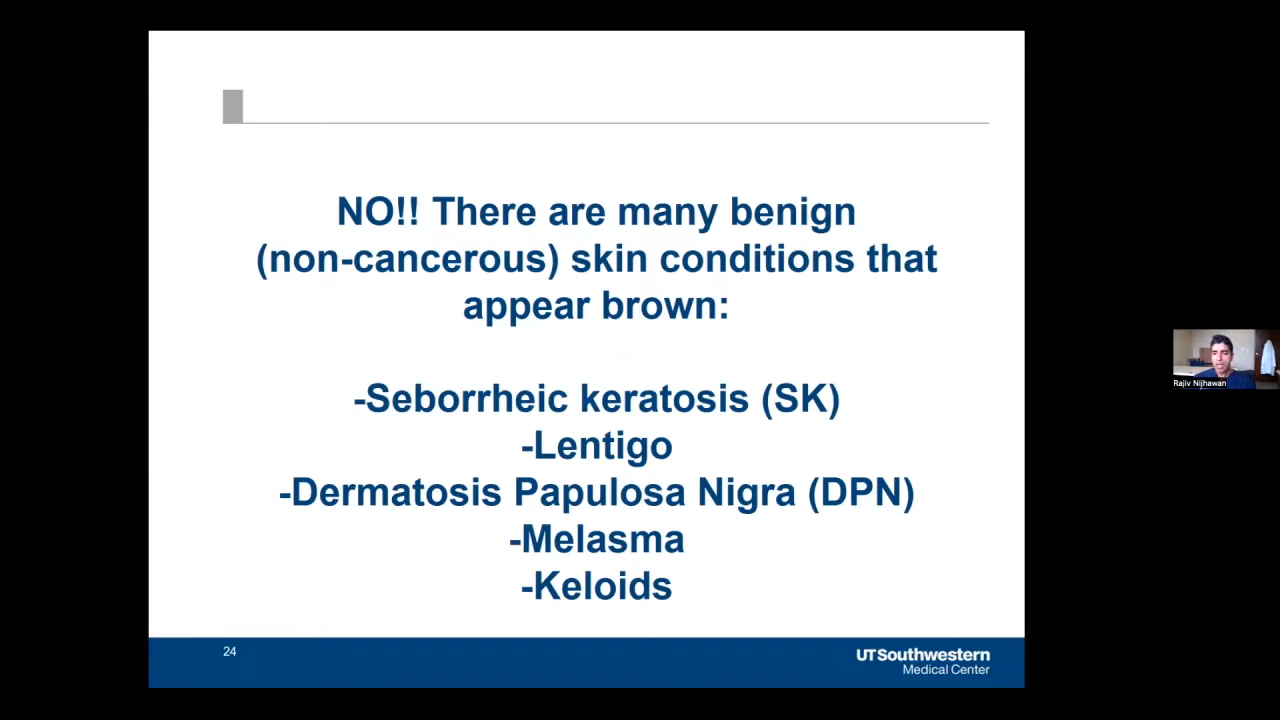 NO!! There are many benign
(non-cancerous) skin conditions that
appear brown:
-Seborrheic keratosis (SK)
-Lentigo
-Dermatosis Papulosa Nigra (DPN)
-Melasma
-Keloids
24
UTSouthwestern
Medical Center
Rajiv Nijhawan